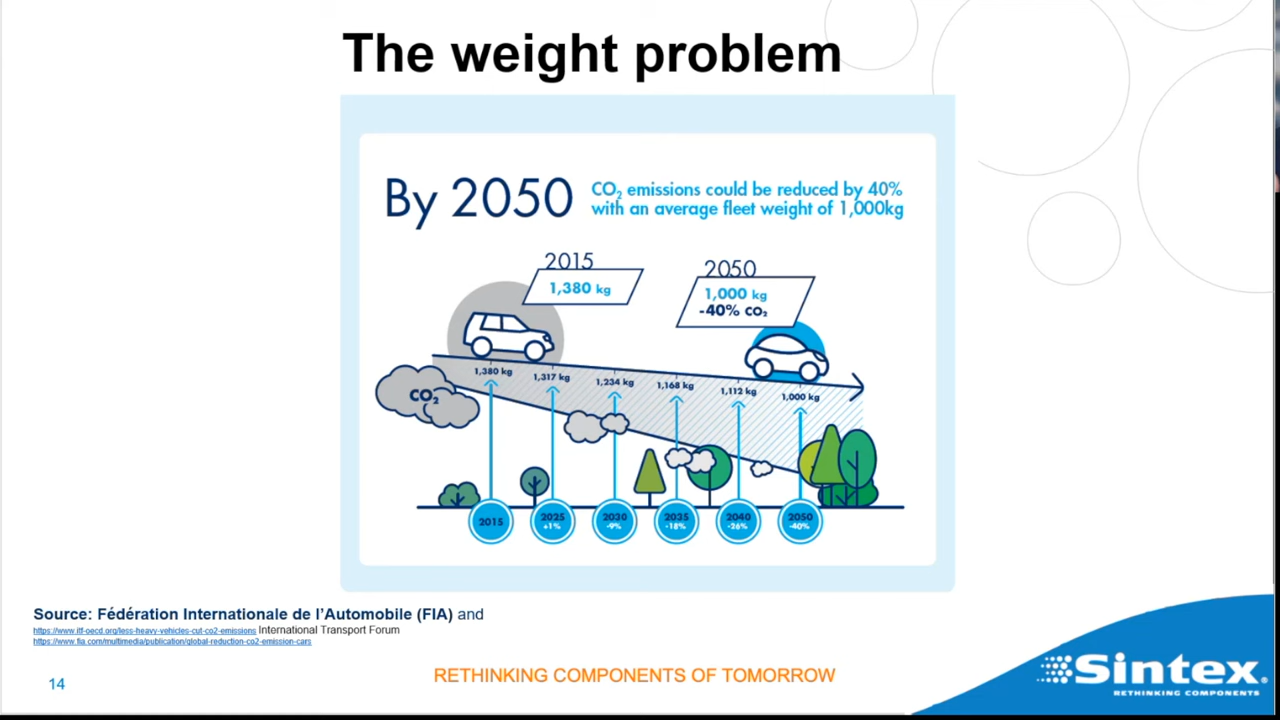 The weight problem
By 2050
CO₂ emissions could be reduced by 40%
with an average fleet weight of 1,000kg
2015
1,380 kg
2050
1,000 kg
-40% CO₂
1,380 kg
1,317 kg
1,234 kg
1,168 kg
1,112 kg
1,000 kg
CO₂
2015
2025
+1%
2030
-9%
2035
-18%
2040
-26%
2050
-40%
Source: Fédération Internationale de l’Automobile (FIA) and
https://www.itf-oecd.org/less-heavy-vehicles-cut-co2-emissions International Transport Forum
https://www.fia.com/multimedia/publication/global-reduction-co2-emission-cars
14
RETHINKING COMPONENTS OF TOMORROW
Sintex®
RETHINKING COMPONENTS